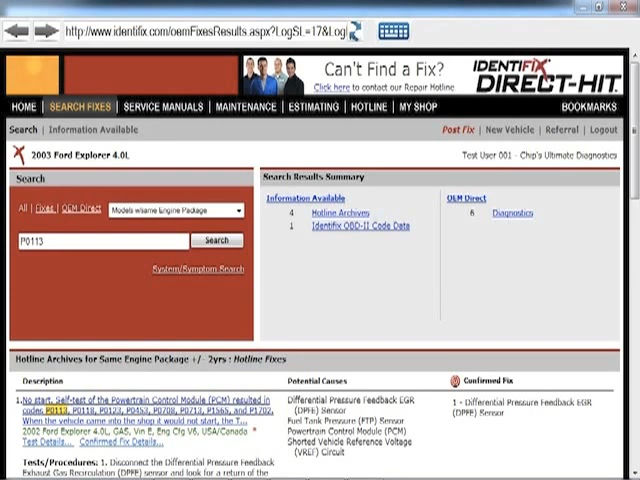 http://www.identifix.com/oemFixesResults.aspx?LogSL=17&Logl
Can't Find a Fix?
Click here to contact our Repair Hotline
IDENTIFIX
DIRECT-HIT
HOME | SEARCH FIXES | SERVICE MANUALS | MAINTENANCE | ESTIMATING | HOTLINE | MY SHOP
BOOKMARKS
Search | Information Available
Post Fix | New Vehicle | Referral | Logout
2003 Ford Explorer 4.0L
Test User 001 - Chip's Ultimate Diagnostics
Search
All | Fixes | OEM Direct
Models w/same Engine Package
P0113
Search
System/Symptom Search
Search Results Summary
Information Available
4 Hotline Archives
1 Identifix OBD-II Code Data
OEM Direct
6 Diagnostics
Hotline Archives for Same Engine Package +/- 2yrs : Hotline Fixes
Description
Potential Causes
Confirmed Fix
1. No start. Self-test of the Powertrain Control Module (PCM) resulted in
codes P0113, P0118, P0123, P0453, P0708, P0713, P1565, and P1702.
When the vehicle came into the shop it would not start, the T...
2002 Ford Explorer 4.0L, GAS, Vin E, Eng Cfg V6, USA/Canada *
Test Details... Confirmed Fix Details...
Tests/Procedures: 1. Disconnect the Differential Pressure Feedback
Exhaust Gas Recirculation (DPFE) sensor and look for a return of the
Differential Pressure Feedback EGR
(DPFE) Sensor
Fuel Tank Pressure (FTP) Sensor
Powertrain Control Module (PCM)
Shorted Vehicle Reference Voltage
(VREF) Circuit
1 - Differential Pressure Feedback EGR
(DPFE) Sensor